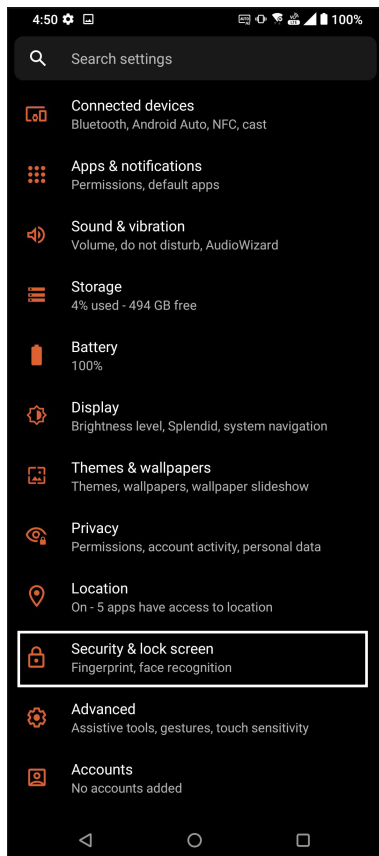 4:50 100%
Search settings
Connected devices
Bluetooth, Android Auto, NFC, cast
Apps & notifications
Permissions, default apps
Sound & vibration
Volume, do not disturb, AudioWizard
Storage
4% used - 494 GB free
Battery
100%
Display
Brightness level, Splendid, system navigation
Themes & wallpapers
Themes, wallpapers, wallpaper slideshow
Privacy
Permissions, account activity, personal data
Location
On - 5 apps have access to location
Security & lock screen
Fingerprint, face recognition
Advanced
Assistive tools, gestures, touch sensitivity
Accounts
No accounts added